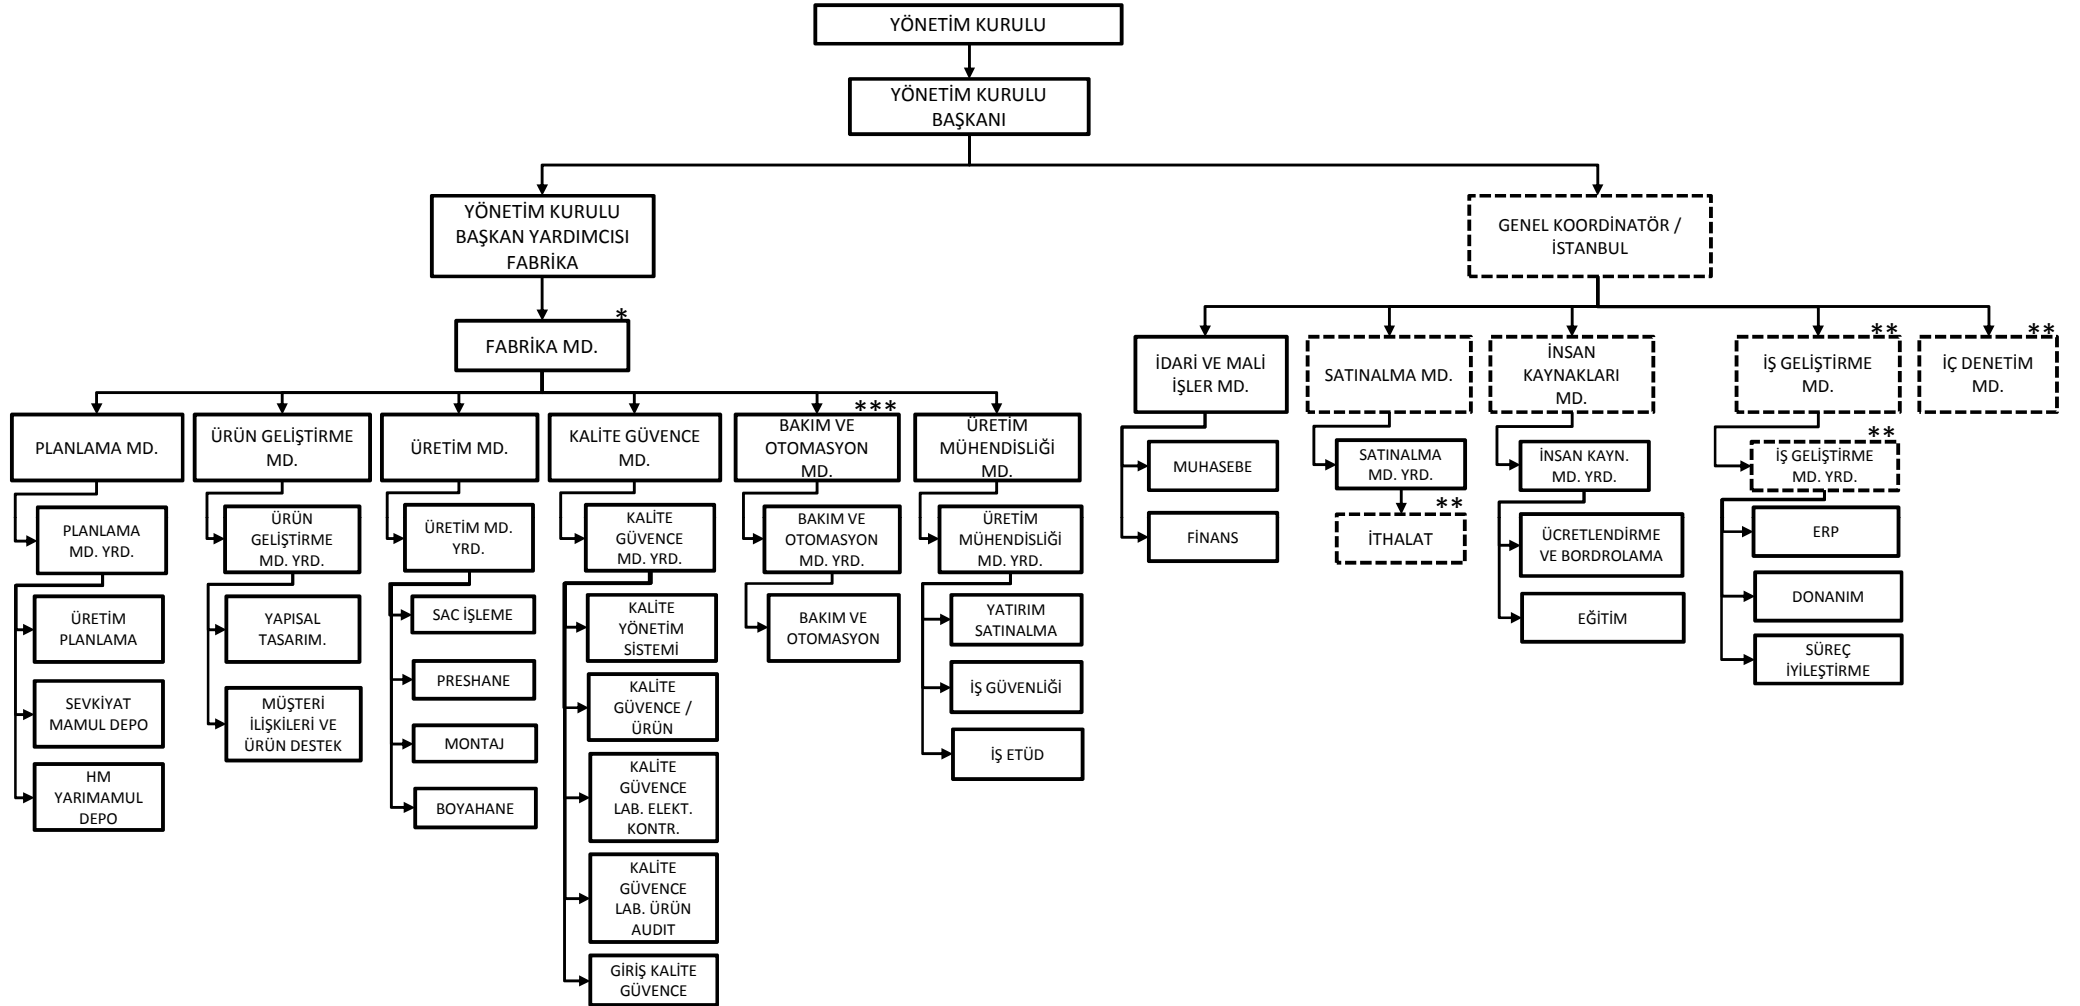 YÖNETİM KURULU
YÖNETİM KURULU
BAŞKANI
YÖNETİM KURULU
BAŞKAN YARDIMCISI
FABRİKA
GENEL KOORDİNATÖR /
İSTANBUL
*
FABRİKA MD.
PLANLAMA MD.
PLANLAMA
MD. YRD.
ÜRETİM
PLANLAMA
SEVKİYAT
MAMUL DEPO
HM
YARIMAMUL
DEPO
ÜRÜN GELİŞTİRME
MD.
ÜRÜN
GELİŞTİRME
MD. YRD.
YAPISAL
TASARIM.
MÜŞTERİ
İLİŞKİLERİ VE
ÜRÜN DESTEK
ÜRETİM MD.
ÜRETİM MD.
YRD.
SAC İŞLEME
PRESHANE
MONTAJ
BOYAHANE
KALİTE GÜVENCE
MD.
KALİTE
GÜVENCE
MD. YRD.
KALİTE
YÖNETİM
SİSTEMİ
KALİTE
GÜVENCE /
ÜRÜN
KALİTE
GÜVENCE
LAB. ELEKT.
KONTR.
KALİTE
GÜVENCE
LAB. ÜRÜN
AUDIT
GİRİŞ KALİTE
GÜVENCE
***
BAKIM VE
OTOMASYON
MD.
BAKIM VE
OTOMASYON
MD. YRD.
BAKIM VE
OTOMASYON
ÜRETİM
MÜHENDİSLİĞİ
MD.
ÜRETİM
MÜHENDİSLİĞİ
MD. YRD.
YATIRIM
SATINALMA
İŞ GÜVENLİĞİ
İŞ ETÜD
İDARİ VE MALİ
İŞLER MD.
MUHASEBE
FİNANS
SATINALMA MD.
SATINALMA
MD. YRD.
**
İTHALAT
İNSAN
KAYNAKLARI
MD.
İNSAN KAYN.
MD. YRD.
ÜCRETLENDİRME
VE BORDROLAMA
EĞİTİM
**
İŞ GELİŞTİRME
MD.
**
İŞ GELİŞTİRME
MD. YRD.
ERP
DONANIM
SÜREÇ
İYİLEŞTİRME
**
İÇ DENETİM
MD.